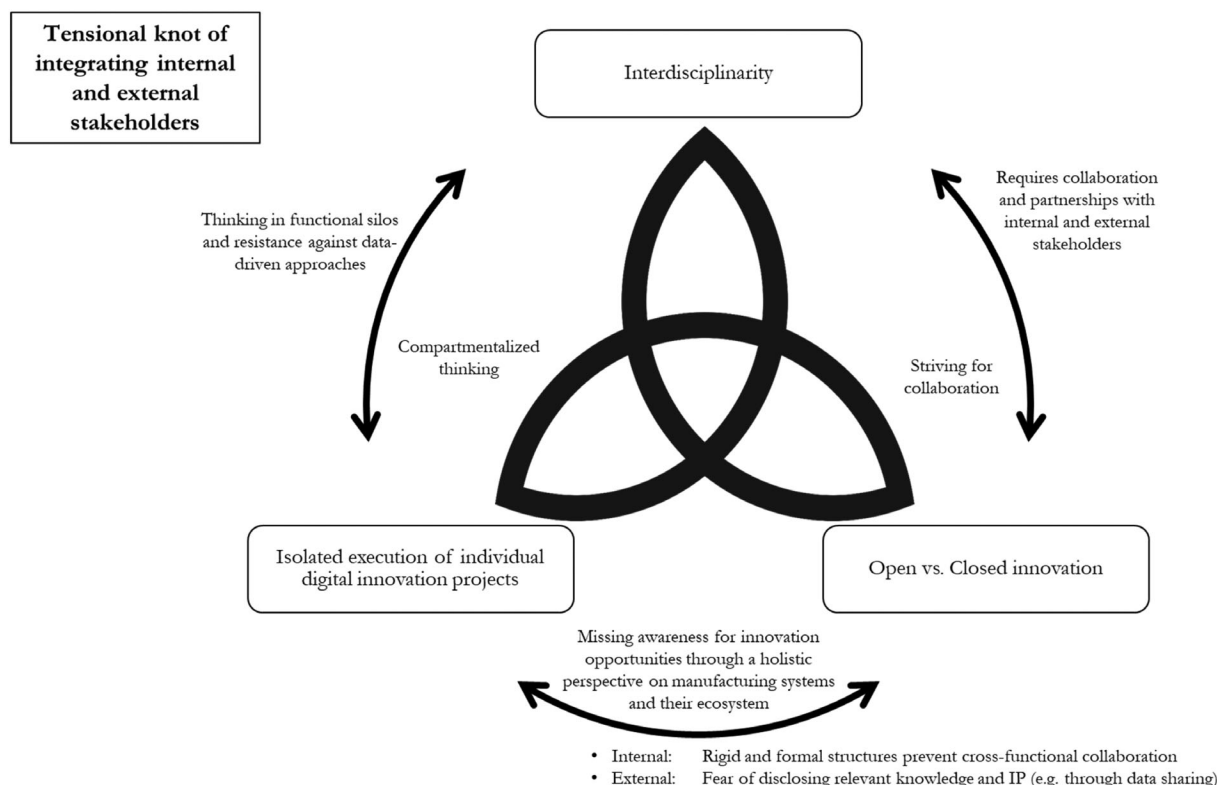 Tensional knot of
integrating internal
and external
stakeholders
Interdisciplinarity
Thinking in functional silos
and resistance against data-
driven approaches
Requires collaboration
and partnerships with
internal and external
stakeholders
Compartmentalized
thinking
Striving for
collaboration
Isolated execution of individual
digital innovation projects
Open vs. Closed innovation
Missing awareness for innovation
opportunities through a holistic
perspective on manufacturing systems
and their ecosystem
• Internal: Rigid and formal structures prevent cross-functional collaboration
• External: Fear of disclosing relevant knowledge and IP (e.g. through data sharing)